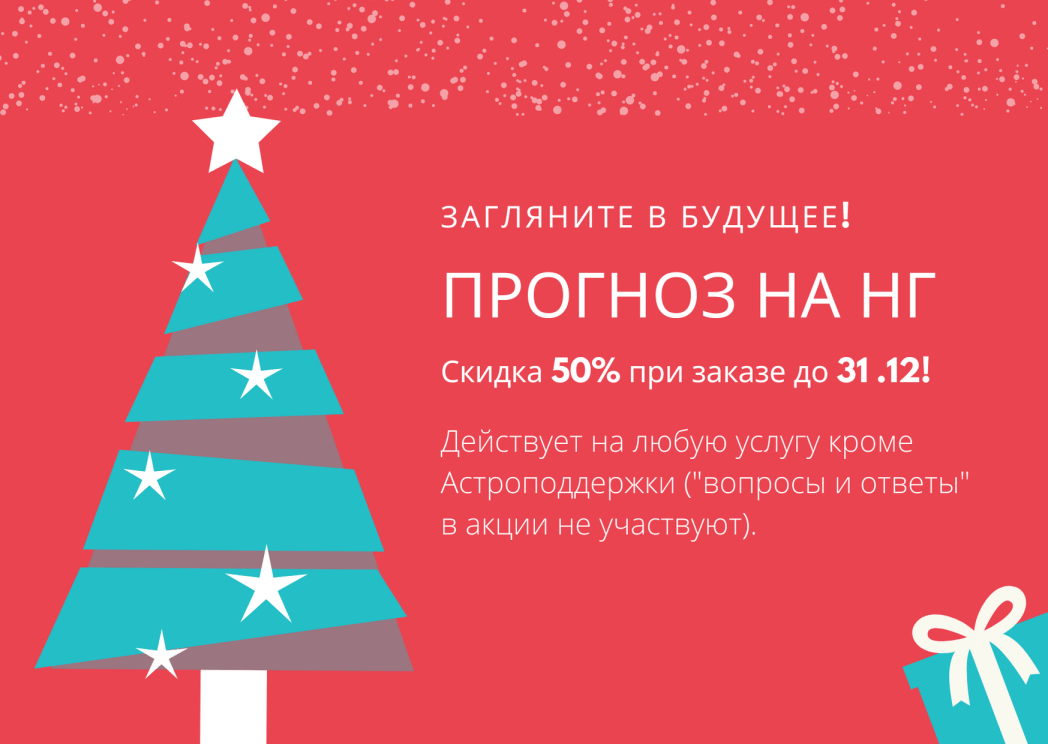 ЗАГЛЯНИТЕ В БУДУЩЕЕ!
ПРОГНОЗ НА НГ
Скидка 50% при заказе до 31.12!
Действует на любую услугу кроме
Астроподдержки ("вопросы и ответы"
в акции не участвуют).